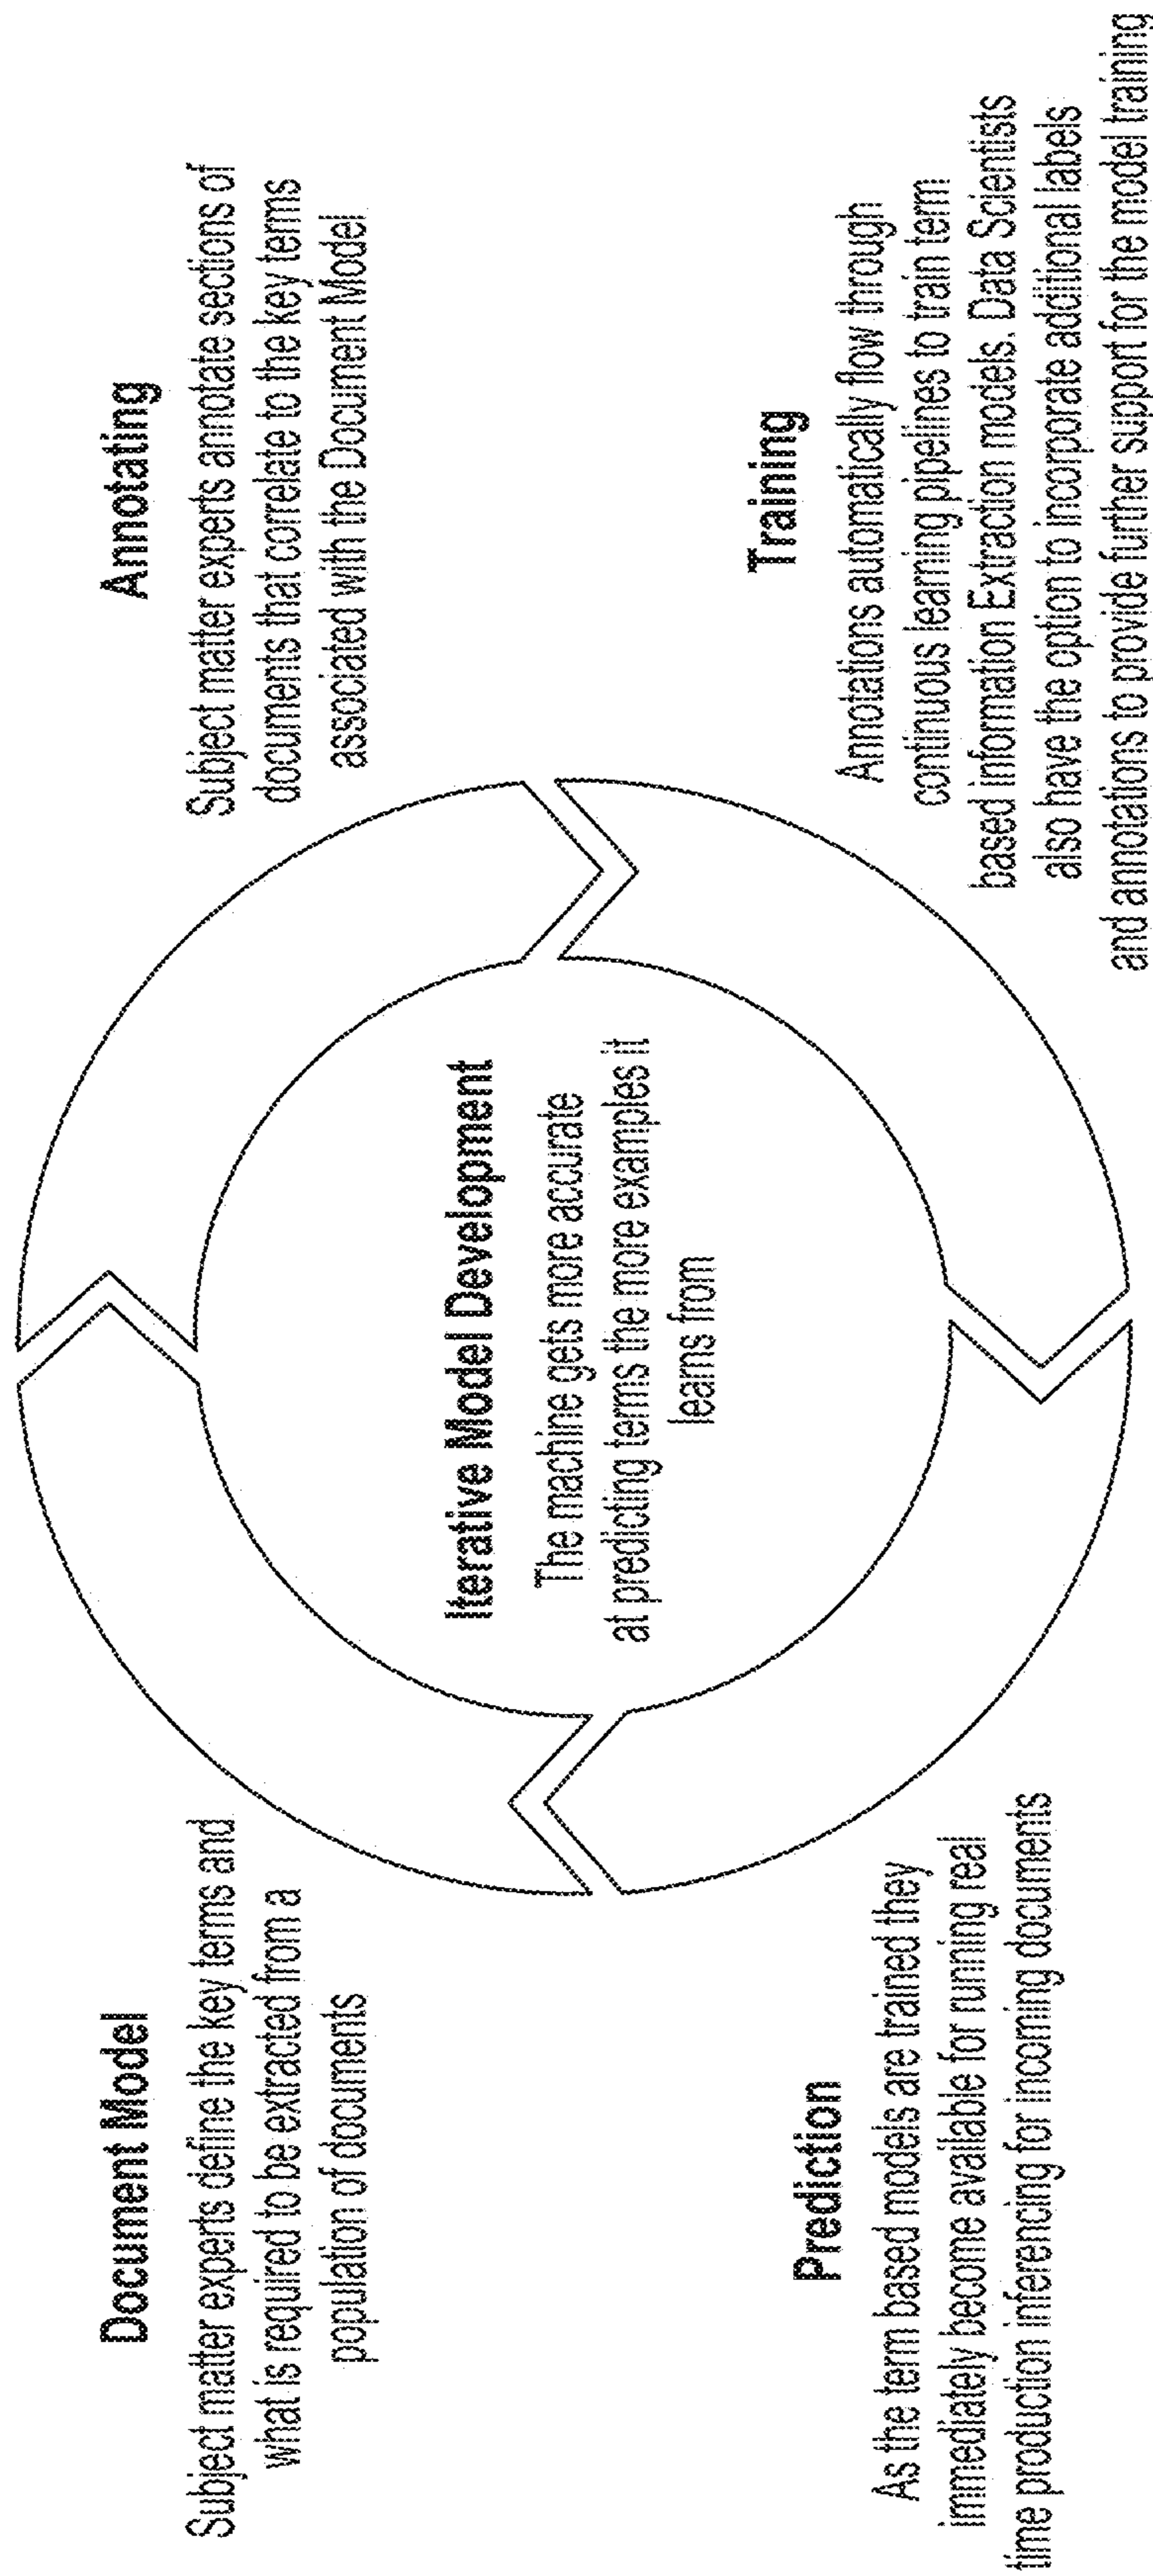 Document Model
Subject matter experts define the key terms and
what is required to be extracted from a
population of documents
Annotating
Subject matter experts annotate sections of
documents that correlate to the key terms
associated with the Document Model
Iterative Model Development
The machine gets more accurate
at predicting terms the more examples it
learns from
Prediction
As the term based models are trained they
immediately become available for running real
time production inferencing for incoming documents
Training
Annotations automatically flow through
continuous learning pipelines to train term
based information Extraction models. Data Scientists
also have the option to incorporate additional labels
and annotations to provide further support for the model training